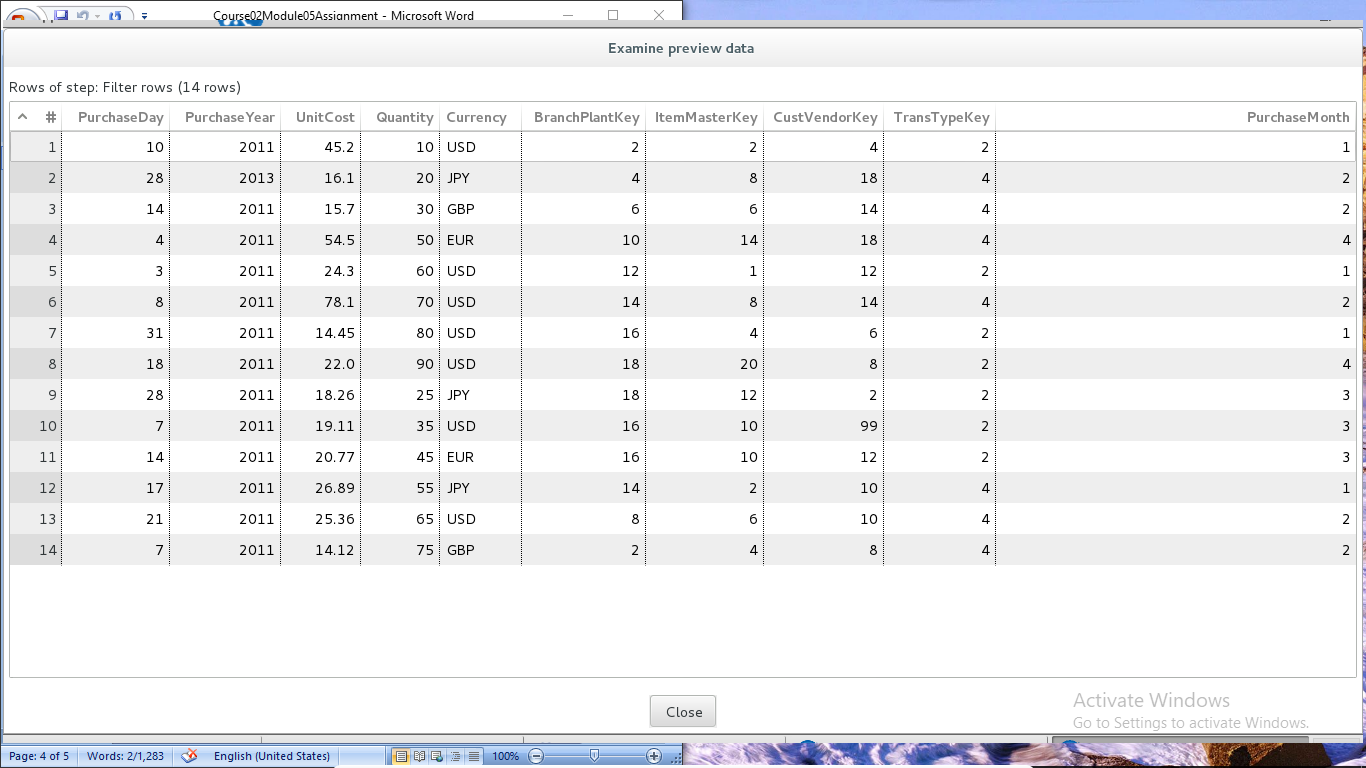 Course02Module05Assignment - Microsoft Word
Examine preview data
Rows of step: Filter rows (14 rows)
# PurchaseDay PurchaseYear UnitCost Quantity Currency BranchPlantKey ItemMasterKey CustVendorKey TransTypeKey PurchaseMonth
1 10 2011 45.2 10 USD 2 2 4 2 1
2 28 2013 16.1 20 JPY 4 8 18 4 2
3 14 2011 15.7 30 GBP 6 6 14 4 2
4 4 2011 54.5 50 EUR 10 14 18 4 4
5 3 2011 24.3 60 USD 12 1 12 2 1
6 8 2011 78.1 70 USD 14 8 14 4 2
7 31 2011 14.45 80 USD 16 4 6 2 1
8 18 2011 22.0 90 USD 18 20 8 2 4
9 28 2011 18.26 25 JPY 18 12 2 2 3
10 7 2011 19.11 35 USD 16 10 99 2 3
11 14 2011 20.77 45 EUR 16 10 12 2 3
12 17 2011 26.89 55 JPY 14 2 10 4 1
13 21 2011 25.36 65 USD 8 6 10 4 2
14 7 2011 14.12 75 GBP 2 4 8 4 2
Close
Activate Windows
Go to Settings to activate Windows.
Page: 4 of 5 Words: 2/1,283 English (United States) 100%